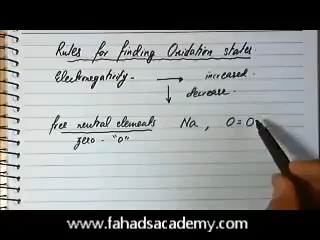 Rules for finding Oxidation states.
Electronegativity. → increased.
↓ decrease.
free neutral elements Na, O=O
zero - "0"
www.fahadsacademy.com